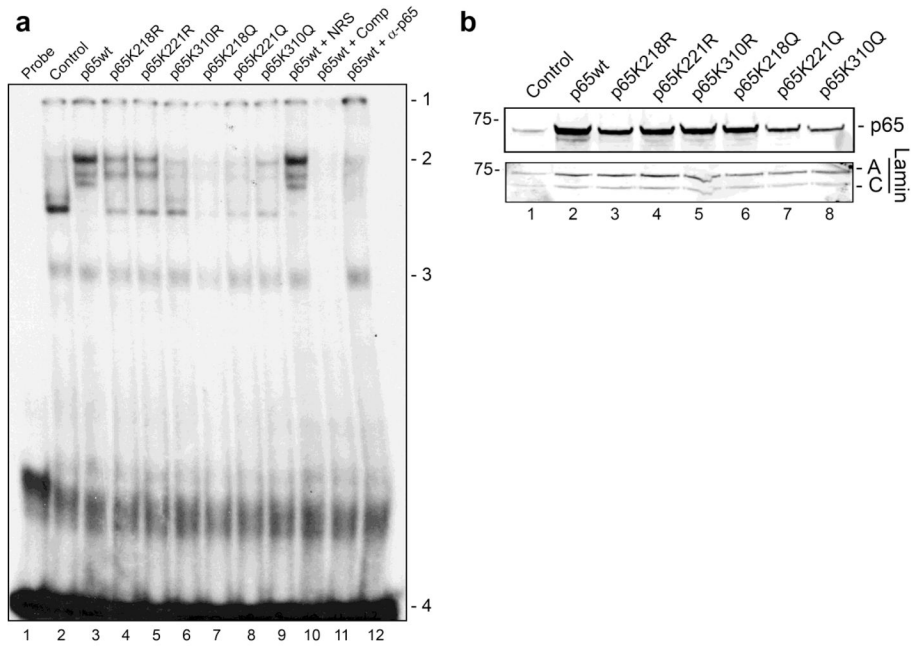 a
Probe
Control
p65wt
p65K218R
p65K221R
p65K310R
p65K218Q
p65K221Q
p65K310Q
p65wt + NRS
p65wt + Comp
p65wt + α-p65
- 1
- 2
- 3
- 4
1 2 3 4 5 6 7 8 9 10 11 12
b
Control
p65wt
p65K218R
p65K221R
p65K310R
p65K218Q
p65K221Q
p65K310Q
75- - p65
75- - A
- C
Lamin
1 2 3 4 5 6 7 8